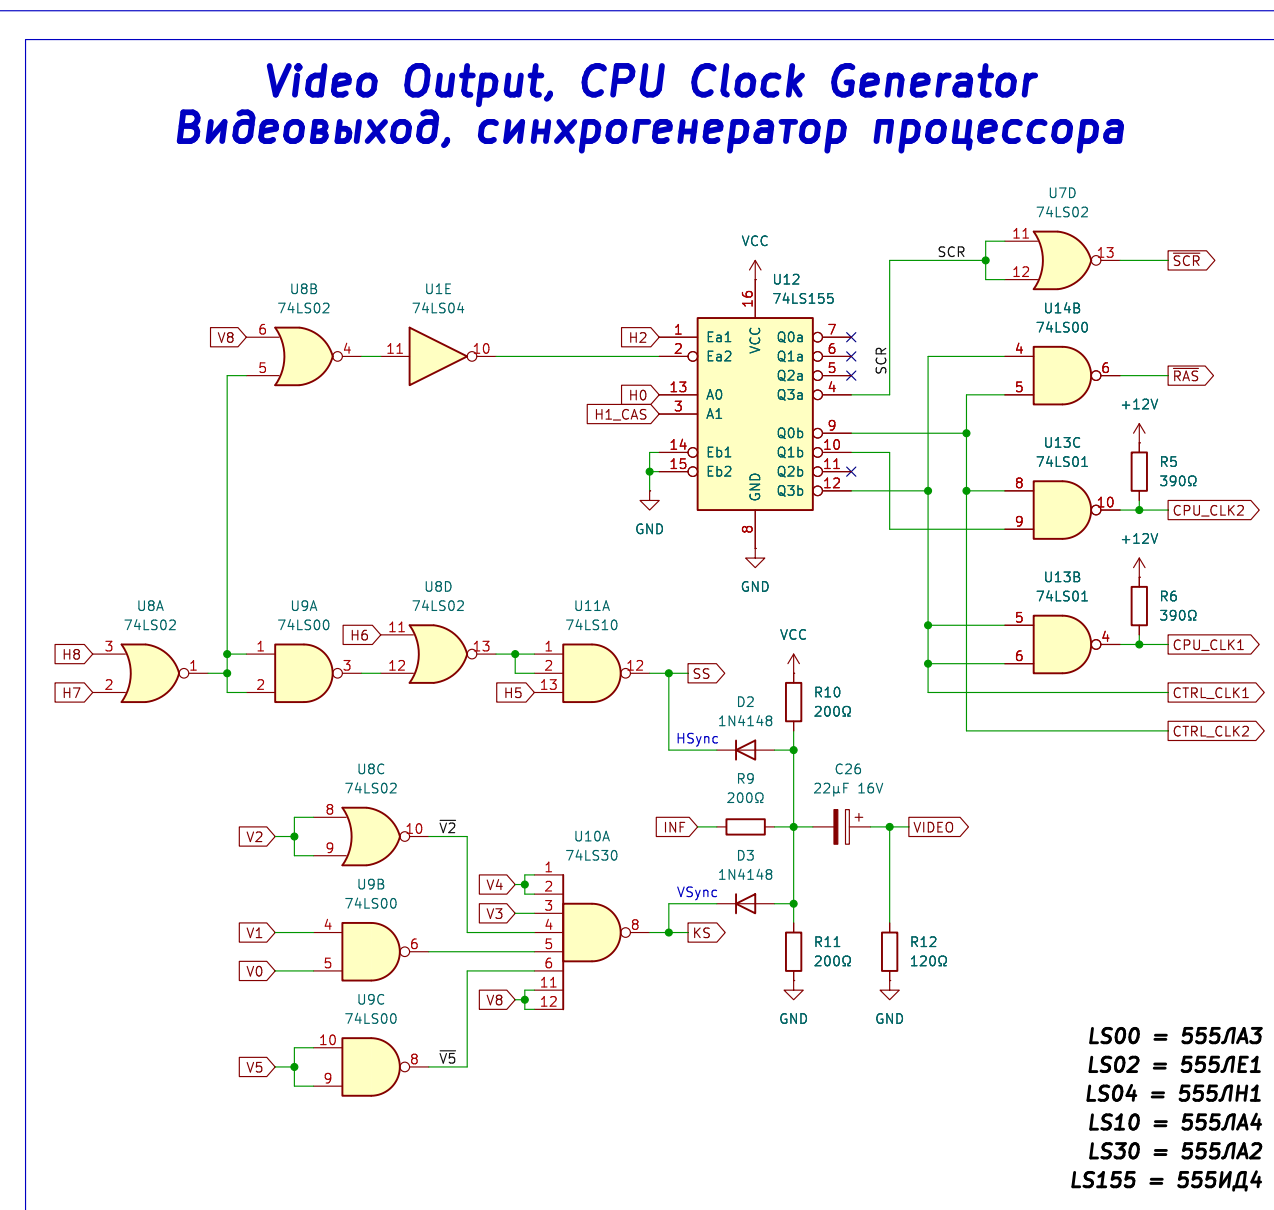 Video Output, CPU Clock Generator
Видеовыход, синхрогенератор процессора
U7D
74LS02
11
12
13
SCR
SCR
VCC
U12
74LS155
16
VCC
H2
1
Ea1
2
Ea2
H0
13
A0
H1_CAS
3
A1
14
Eb1
15
Eb2
GND
Q0a
7
Q1a
6
Q2a
5
Q3a
4
Q0b
9
Q1b
10
Q2b
11
Q3b
12
GND
8
GND
SCR
U8B
74LS02
V8
6
5
4
U1E
74LS04
11
10
U14B
74LS00
4
5
6
RAS
+12V
R5
390Ω
U13C
74LS01
8
9
10
CPU_CLK2
+12V
R6
390Ω
U13B
74LS01
5
6
4
CPU_CLK1
CTRL_CLK1
CTRL_CLK2
U8A
74LS02
H8
3
H7
2
1
U9A
74LS00
1
2
3
U8D
74LS02
H6
11
12
13
U11A
74LS10
1
2
H5
13
12
SS
VCC
R10
200Ω
D2
1N4148
HSync
R9
200Ω
INF
C26
22µF 16V
+
VIDEO
D3
1N4148
VSync
KS
R11
200Ω
GND
R12
120Ω
GND
U8C
74LS02
V2
8
9
10
V2
U9B
74LS00
V1
4
V0
5
6
U9C
74LS00
V5
10
9
8
V5
U10A
74LS30
V4
1
2
V3
3
4
5
6
V8
11
12
8
LS00 = 555ЛА3
LS02 = 555ЛЕ1
LS04 = 555ЛН1
LS10 = 555ЛА4
LS30 = 555ЛА2
LS155 = 555ИД4